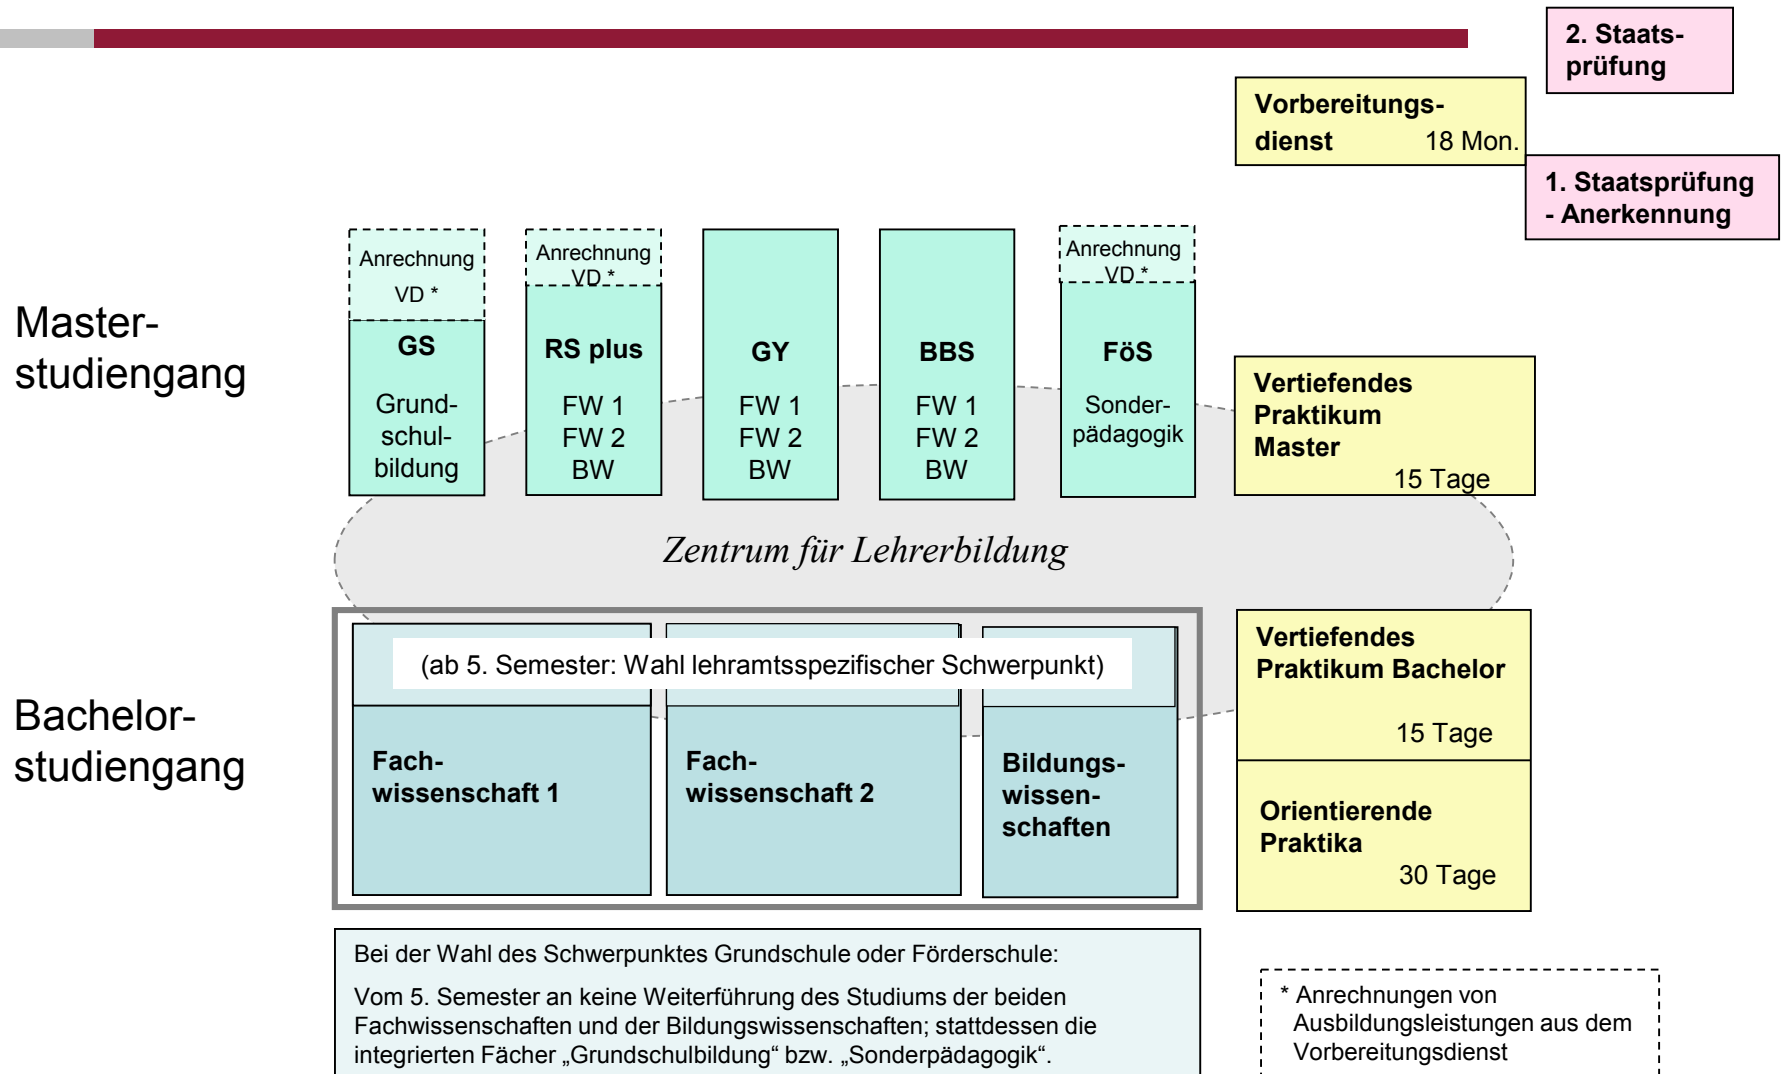 2. Staats-
prüfung
Vorbereitungs-
dienst 18 Mon.
1. Staatsprüfung
- Anerkennung
Master-
studiengang
Anrechnung
VD *
GS
Grund-
schul-
bildung
Anrechnung
VD *
RS plus
FW 1
FW 2
BW
GY
FW 1
FW 2
BW
BBS
FW 1
FW 2
BW
Anrechnung
VD *
FöS
Sonder-
pädagogik
Vertiefendes
Praktikum
Master
15 Tage
Zentrum für Lehrerbildung
Bachelor-
studiengang
(ab 5. Semester: Wahl lehramtsspezifischer Schwerpunkt)
Fach-
wissenschaft 1
Fach-
wissenschaft 2
Bildungs-
wissen-
schaften
Vertiefendes
Praktikum Bachelor
15 Tage
Orientierende
Praktika
30 Tage
Bei der Wahl des Schwerpunktes Grundschule oder Förderschule:
Vom 5. Semester an keine Weiterführung des Studiums der beiden
Fachwissenschaften und der Bildungswissenschaften; stattdessen die
integrierten Fächer „Grundschulbildung“ bzw. „Sonderpädagogik“.
* Anrechnungen von
Ausbildungsleistungen aus dem
Vorbereitungsdienst